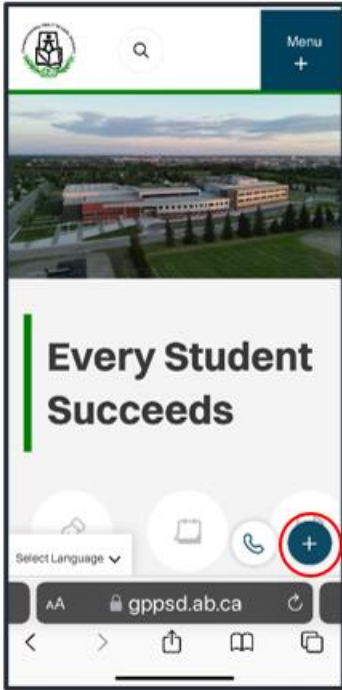 Menu
+
Every Student
Succeeds
+
Select Language
AA gppsd.ab.ca